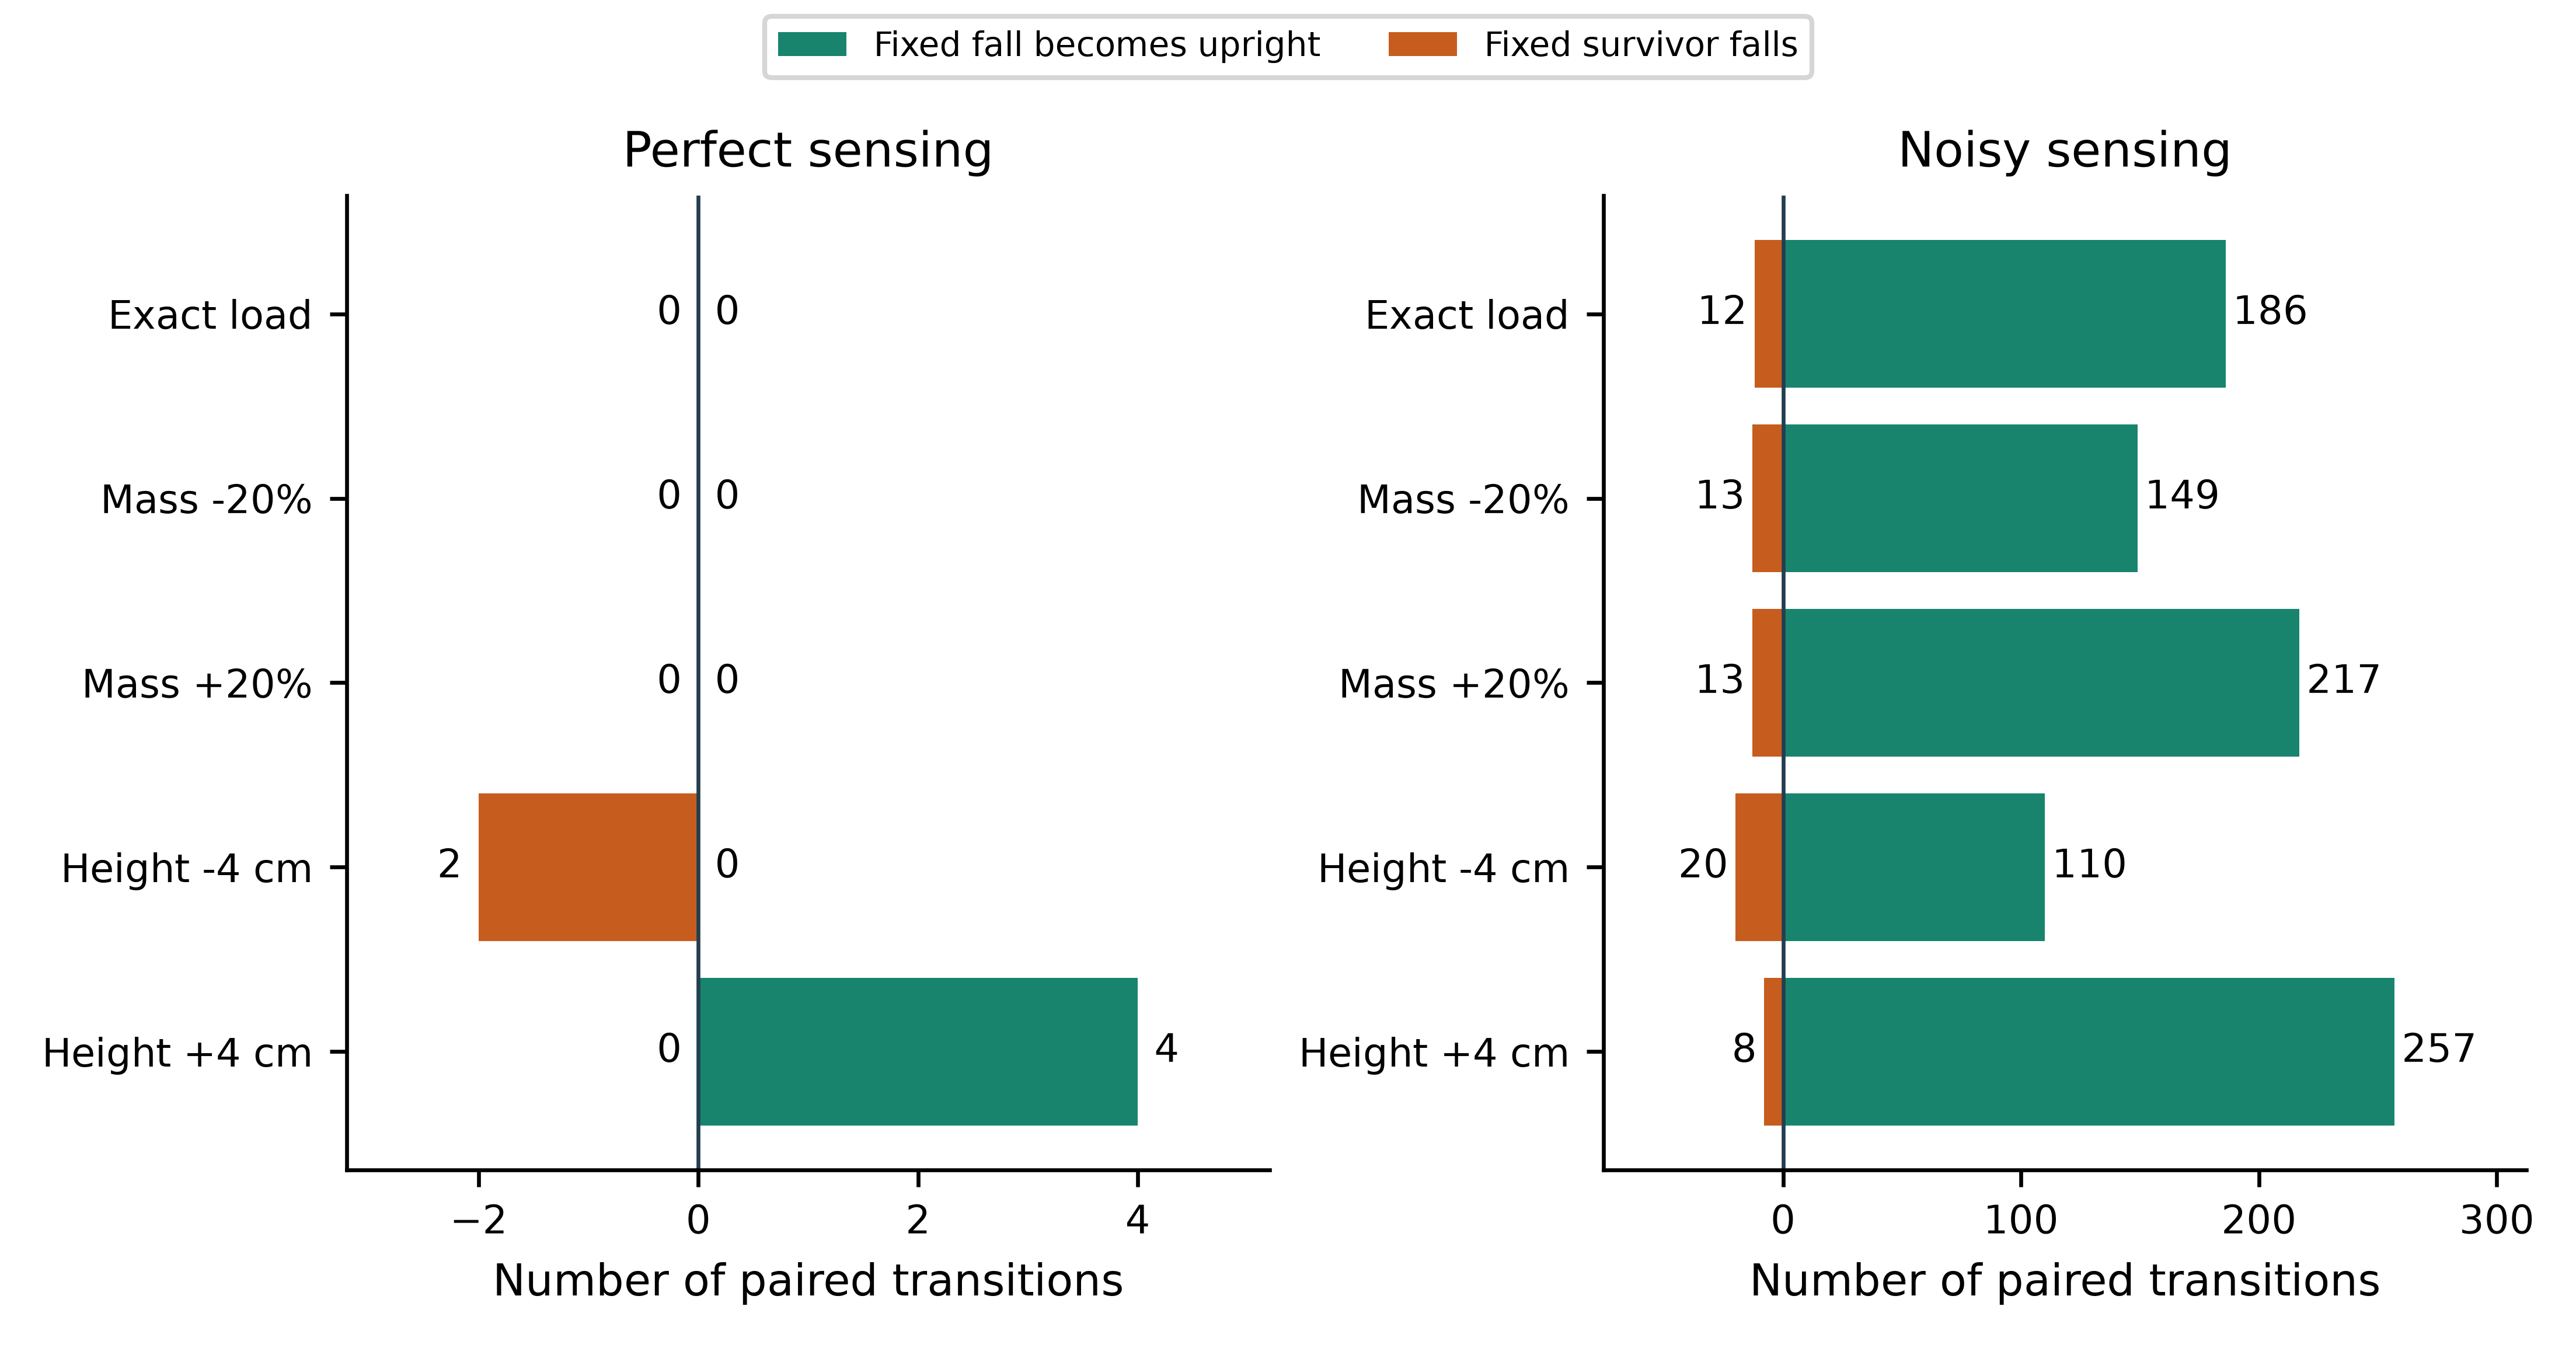 Fixed fall becomes upright
Fixed survivor falls
Perfect sensing
Exact load
0 0
Mass -20%
0 0
Mass +20%
0 0
Height -4 cm
2 0
Height +4 cm
0 4
−2 0 2 4
Number of paired transitions
Noisy sensing
Exact load
12 186
Mass -20%
13 149
Mass +20%
13 217
Height -4 cm
20 110
Height +4 cm
8 257
0 100 200 300
Number of paired transitions